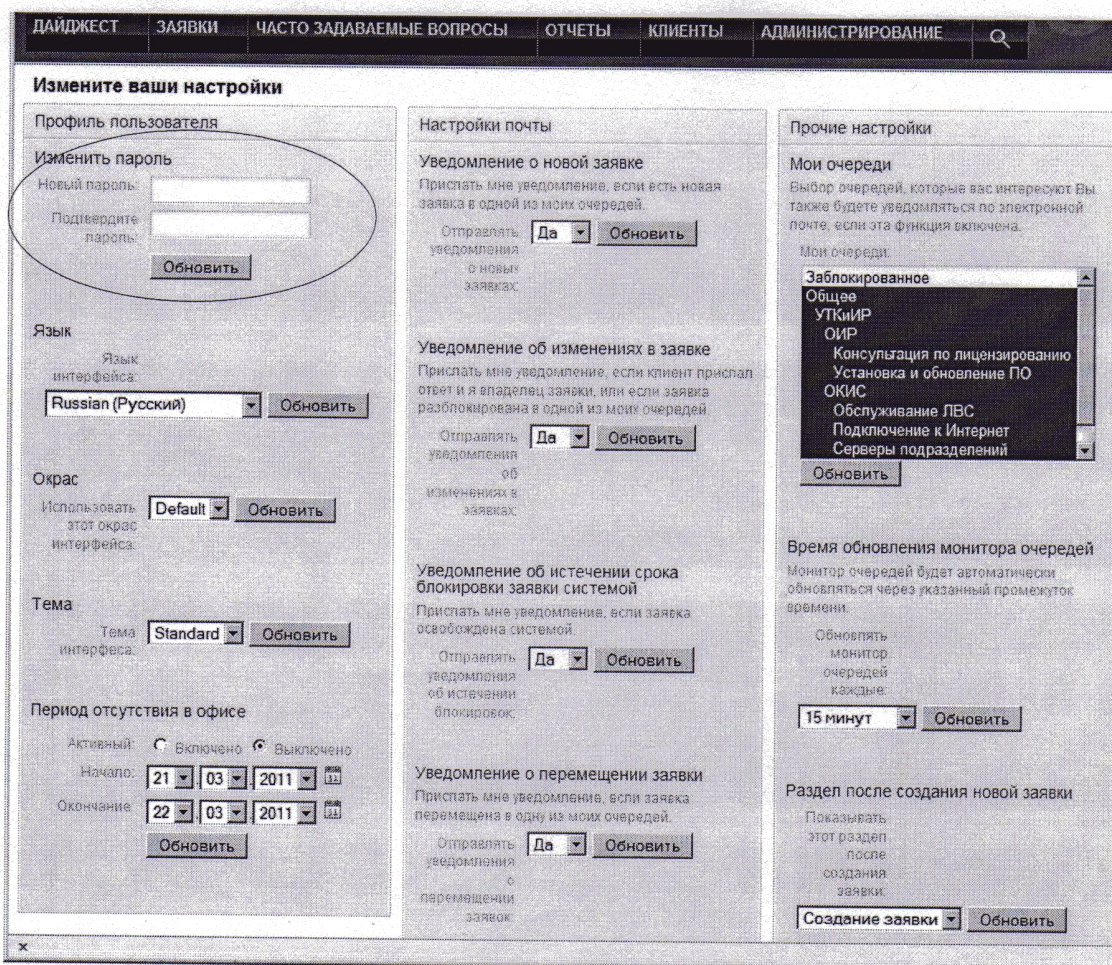 ДАЙДЖЕСТ ЗАЯВКИ ЧАСТО ЗАДАВАЕМЫЕ ВОПРОСЫ ОТЧЕТЫ КЛИЕНТЫ АДМИНИСТРИРОВАНИЕ
Измените ваши настройки
Профиль пользователя
Изменить пароль
Новый пароль:
Подтвердите
пароль:
Обновить
Язык
Язык
интерфейса:
Russian (Русский) Обновить
Окрас
Использовать Default Обновить
этот окрас
интерфейса:
Тема
Тема Standard Обновить
интерфеса:
Период отсутствия в офисе
Активный: Включено Выключено
Начало: 21 . 03 . 2011
Окончание: 22 . 03 . 2011
Обновить
Настройки почты
Уведомление о новой заявке
Прислать мне уведомление, если есть новая
заявка в одной из моих очередей.
Отправлять Да Обновить
уведомления
о новых
заявках:
Уведомление об изменениях в заявке
Прислать мне уведомление, если клиент прислал
ответ и я владелец заявки, или если заявка
разблокирована в одной из моих очередей
Отправлять Да Обновить
уведомления
об
изменениях в
заявках:
Уведомление об истечении срока
блокировки заявки системой
Прислать мне уведомление, если заявка
освобождена системой.
Отправлять Да Обновить
уведомления
об истечении
блокировок:
Уведомление о перемещении заявки
Прислать мне уведомление, если заявка
перемещена в одну из моих очередей.
Отправлять Да Обновить
уведомления
о
перемещении
заявок:
Прочие настройки
Мои очереди
Выбор очередей, которые вас интересуют Вы
также будете уведомляться по электронной
почте, если эта функция включена.
Мои очереди:
Заблокированное
Общее
УТКиИР
ОИР
Консультация по лицензированию
Установка и обновление ПО
ОКИС
Обслуживание ЛВС
Подключение к Интернет
Серверы подразделений
Обновить
Время обновления монитора очередей
Монитор очередей будет автоматически
обновляться через указанный промежуток
времени.
Обновлять
монитор
очередей
каждые:
15 минут Обновить
Раздел после создания новой заявки
Показывать
этот раздел
после
создания
заявки:
Создание заявки Обновить